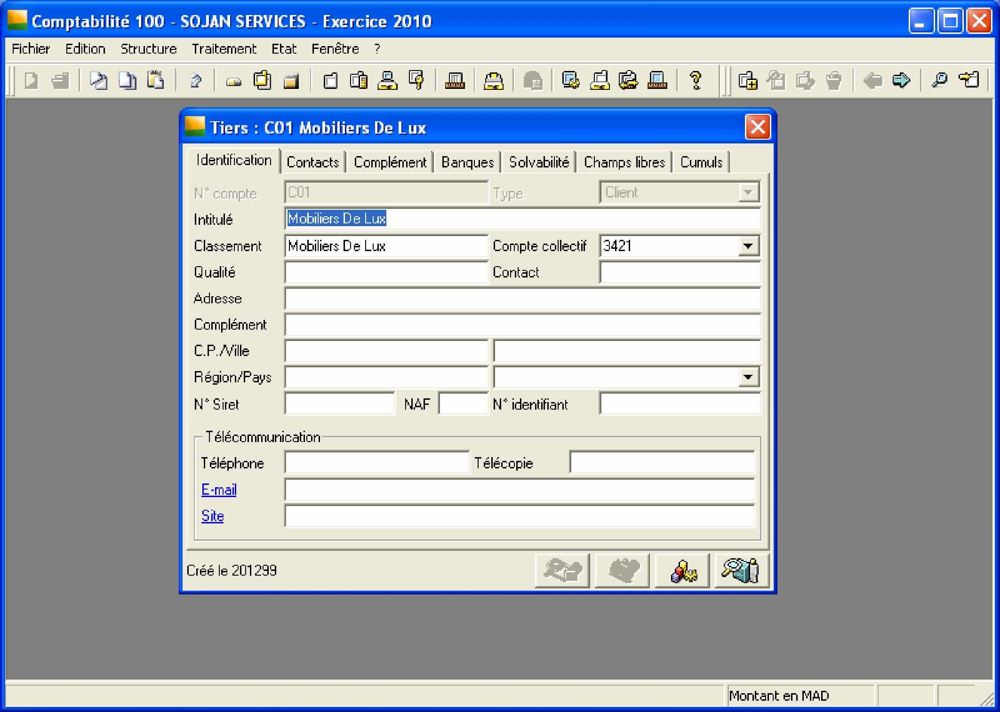 Comptabilité 100 - SOJAN SERVICES - Exercice 2010
Fichier Edition Structure Traitement Etat Fenêtre ?
Tiers : C01 Mobiliers De Lux
Identification Contacts Complément Banques Solvabilité Champs libres Cumuls
N° compte C01 Type Client
Intitulé Mobiliers De Lux
Classement Mobiliers De Lux Compte collectif 3421
Qualité Contact
Adresse
Complément
C.P./Ville
Région/Pays
N° Siret NAF N° identifiant
Télécommunication
Téléphone Télécopie
E-mail
Site
Créé le 201299
Montant en MAD